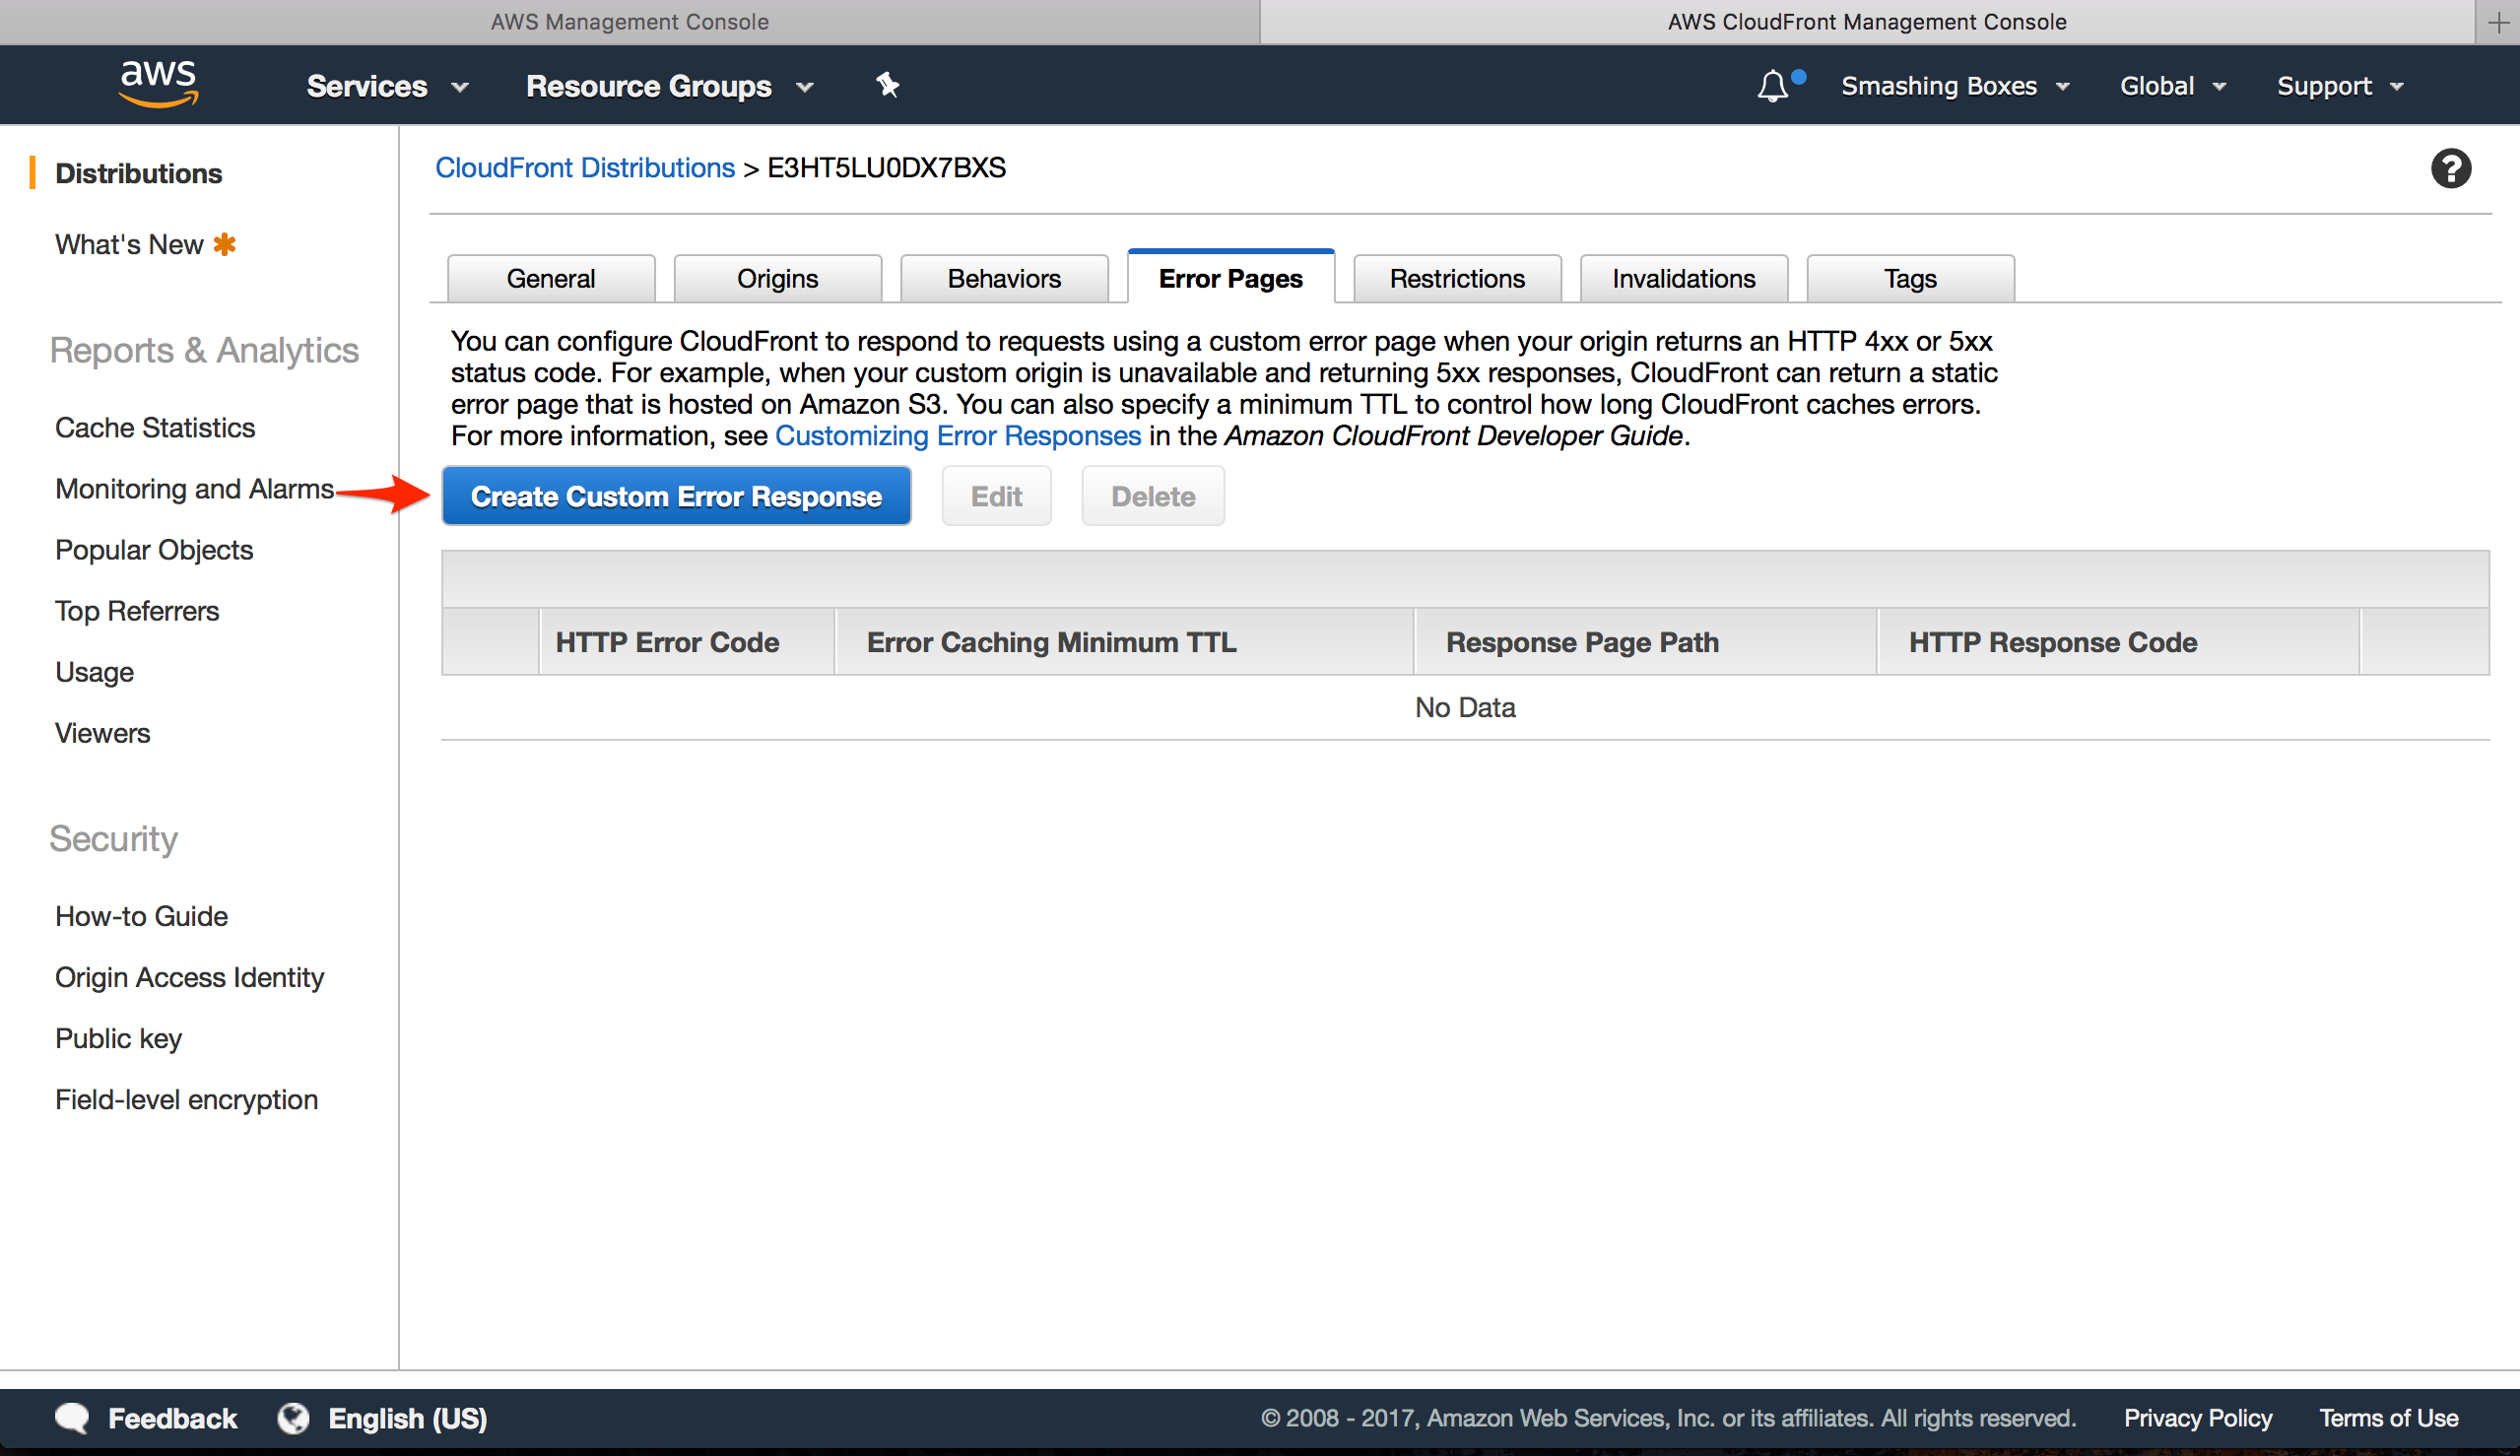 AWS Management Console
AWS CloudFront Management Console
aws
Services
Resource Groups
Smashing Boxes
Global
Support
Distributions
What's New
Reports & Analytics
Cache Statistics
Monitoring and Alarms
Popular Objects
Top Referrers
Usage
Viewers
Security
How-to Guide
Origin Access Identity
Public key
Field-level encryption
CloudFront Distributions > E3HT5LU0DX7BXS
General
Origins
Behaviors
Error Pages
Restrictions
Invalidations
Tags
You can configure CloudFront to respond to requests using a custom error page when your origin returns an HTTP 4xx or 5xx
status code. For example, when your custom origin is unavailable and returning 5xx responses, CloudFront can return a static
error page that is hosted on Amazon S3. You can also specify a minimum TTL to control how long CloudFront caches errors.
For more information, see Customizing Error Responses in the Amazon CloudFront Developer Guide.
Create Custom Error Response
Edit
Delete
HTTP Error Code
Error Caching Minimum TTL
Response Page Path
HTTP Response Code
No Data
Feedback
English (US)
© 2008 - 2017, Amazon Web Services, Inc. or its affiliates. All rights reserved.
Privacy Policy
Terms of Use